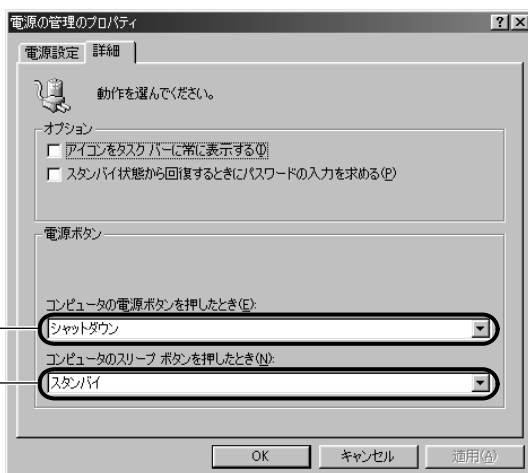 電源の管理のプロパティ
電源設定 詳細
動作を選んでください。
オプション
アイコンをタスク バーに常に表示する(I)
スタンバイ状態から回復するときにパスワードの入力を求める(P)
電源ボタン
コンピュータの電源ボタンを押したとき(E):
シャットダウン
コンピュータのスリープ ボタンを押したとき(N):
スタンバイ
OK キャンセル 適用(A)